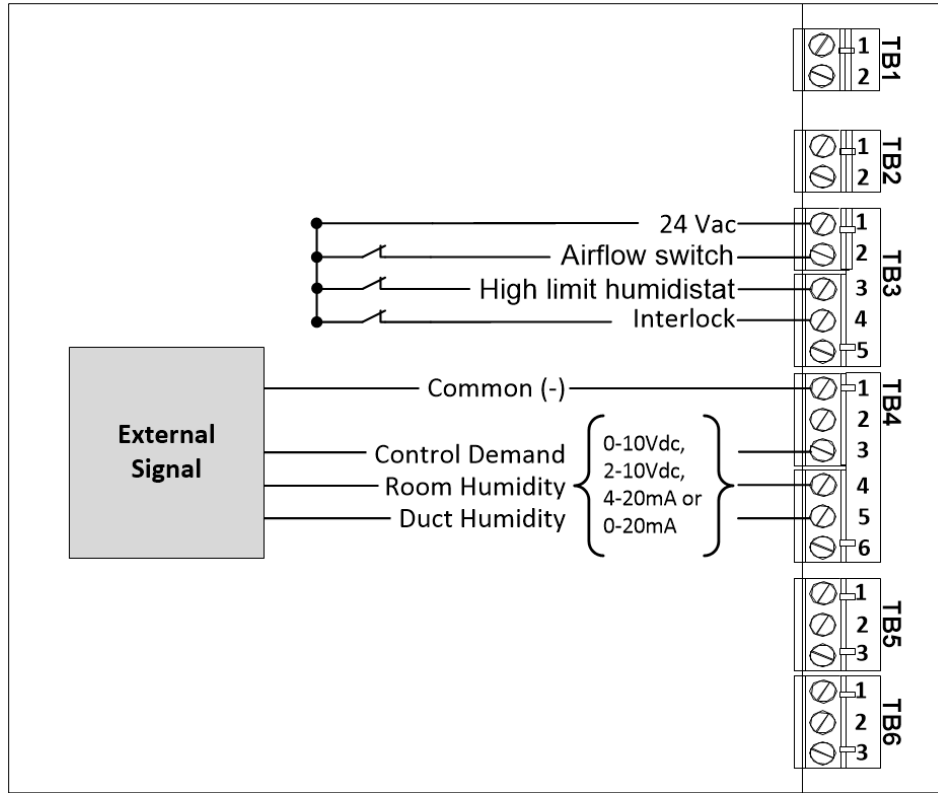 1
2
TB1
1
2
TB2
24 Vac
1
Airflow switch
2
TB3
High limit humidistat
3
Interlock
4
5
External
Signal
Common (-)
1
TB4
2
Control Demand
3
Room Humidity
4
Duct Humidity
5
6
0-10Vdc,
2-10Vdc,
4-20mA or
0-20mA
1
2
3
TB5
1
2
3
TB6